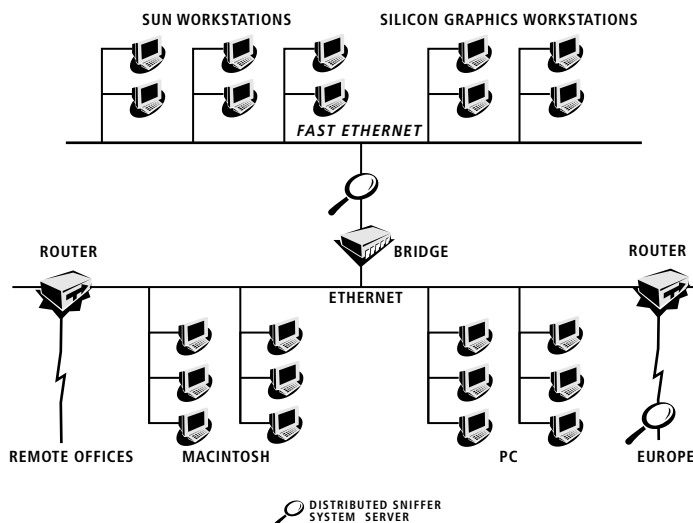 SUN WORKSTATIONS
SILICON GRAPHICS WORKSTATIONS
FAST ETHERNET
ROUTER
BRIDGE
ROUTER
ETHERNET
REMOTE OFFICES
MACINTOSH
PC
EUROPE
DISTRIBUTED SNIFFER
SYSTEM SERVER